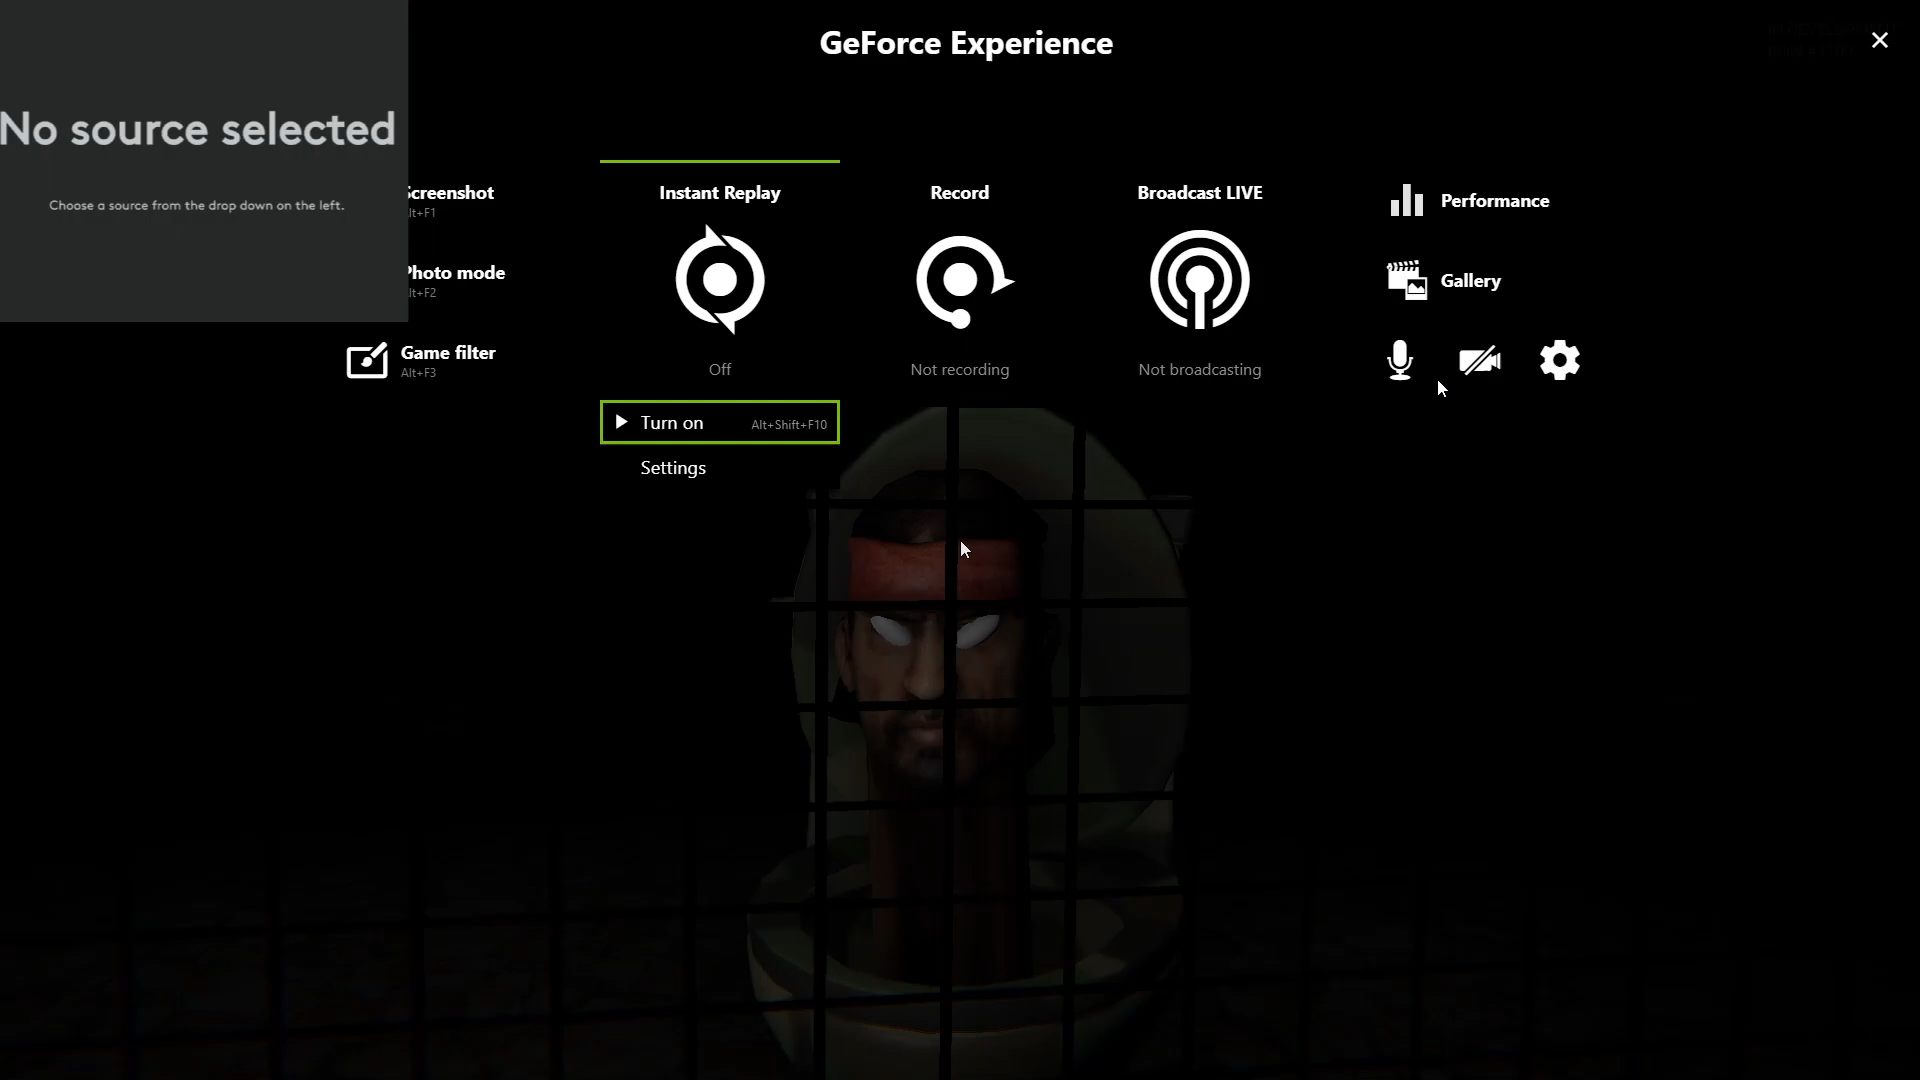 GeForce Experience
No source selected
Choose a source from the drop down on the left.
Screenshot
lt+F1
Photo mode
lt+F2
Game filter
Alt+F3
Instant Replay
Off
Turn on Alt+Shift+F10
Settings
Record
Not recording
Broadcast LIVE
Not broadcasting
Performance
Gallery